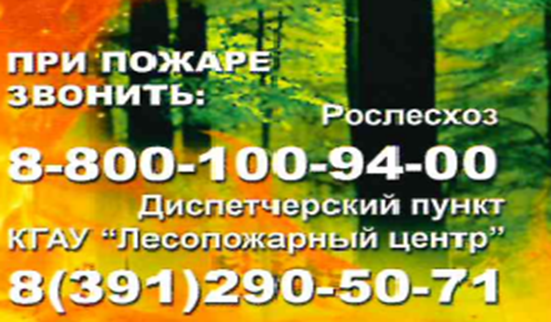 ПРИ ПОЖАРЕ
ЗВОНИТЬ:
Рослесхоз
8-800-100-94-00
Диспетчерский пункт
КГАУ “Лесопожарный центр”
8(391)290-50-71